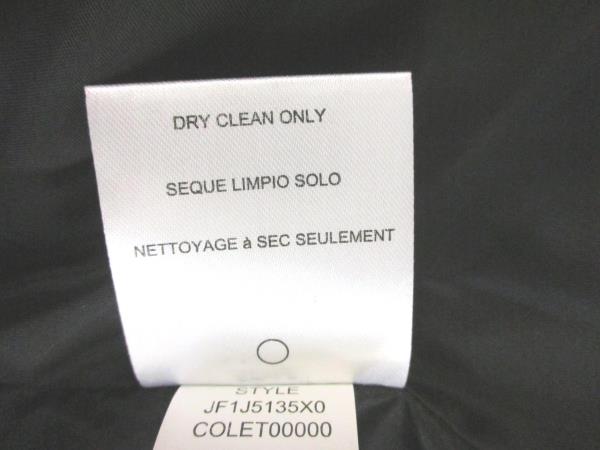 DRY CLEAN ONLY
SEQUE LIMPIO SOLO
NETTOYAGE à SEC SEULEMENT
STYLE
JF1J5135X0
COLET00000